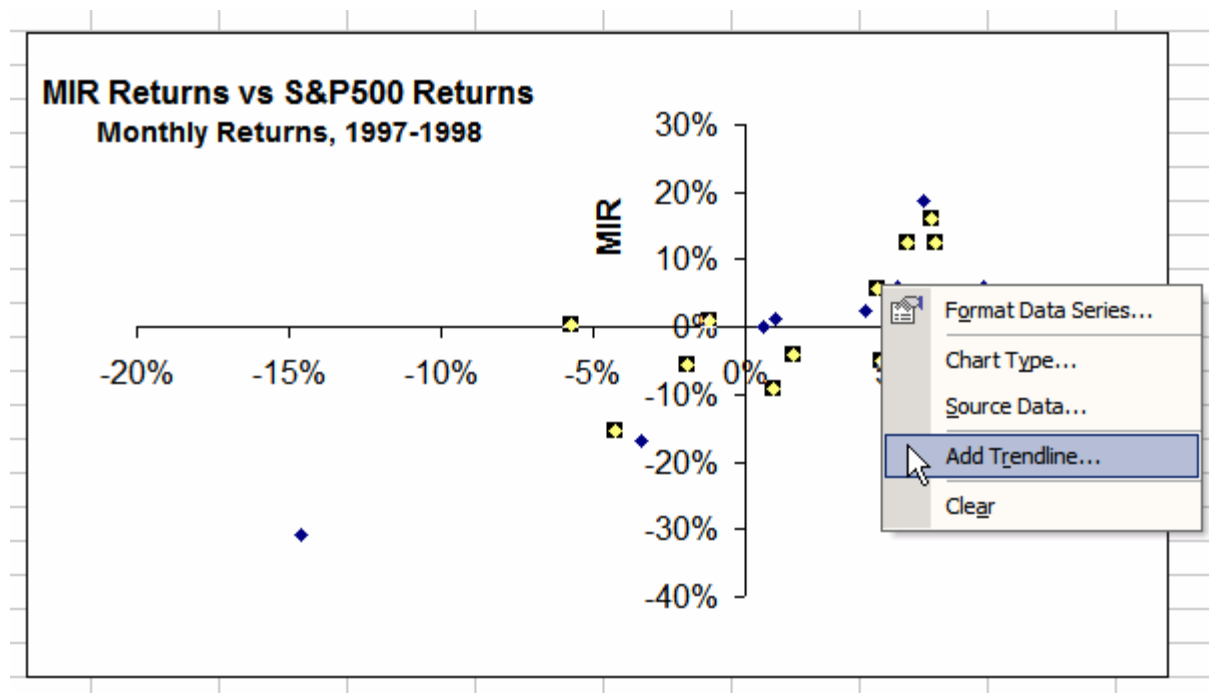 MIR Returns vs S&P500 Returns
Monthly Returns, 1997-1998
30%
20%
MIR
10%
0%
-20% -15% -10% -5% 0%
-10%
-20%
-30%
-40%
Format Data Series...
Chart Type...
Source Data...
Add Trendline...
Clear